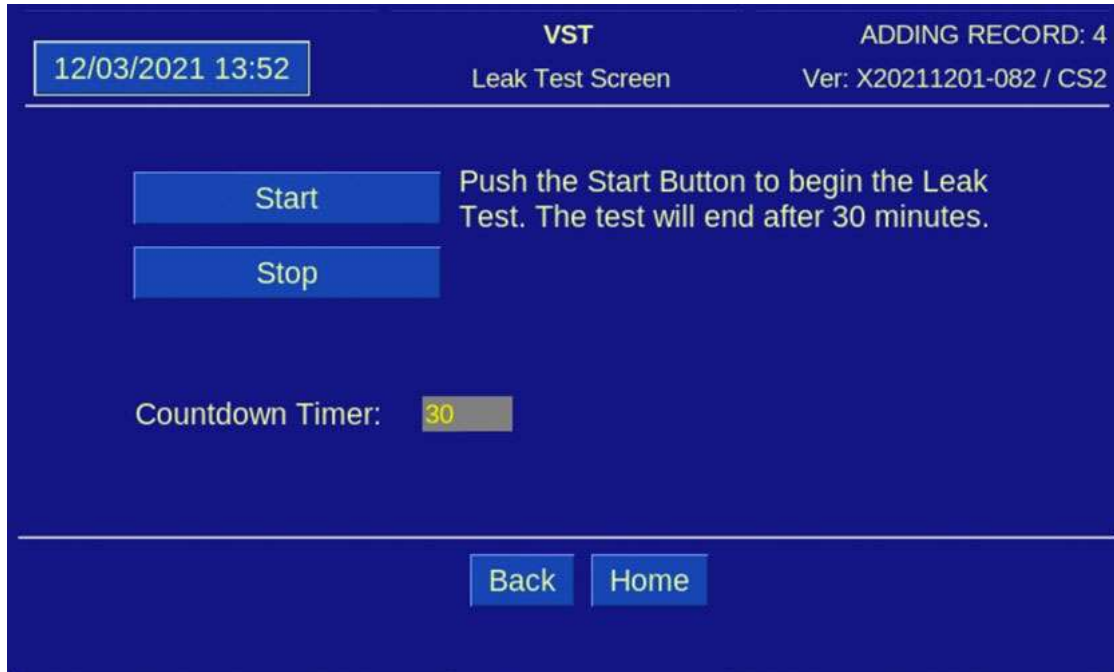 12/03/2021 13:52
VST
Leak Test Screen
ADDING RECORD: 4
Ver: X20211201-082 / CS2
Start
Push the Start Button to begin the Leak
Test. The test will end after 30 minutes.
Stop
Countdown Timer: 30
Back
Home